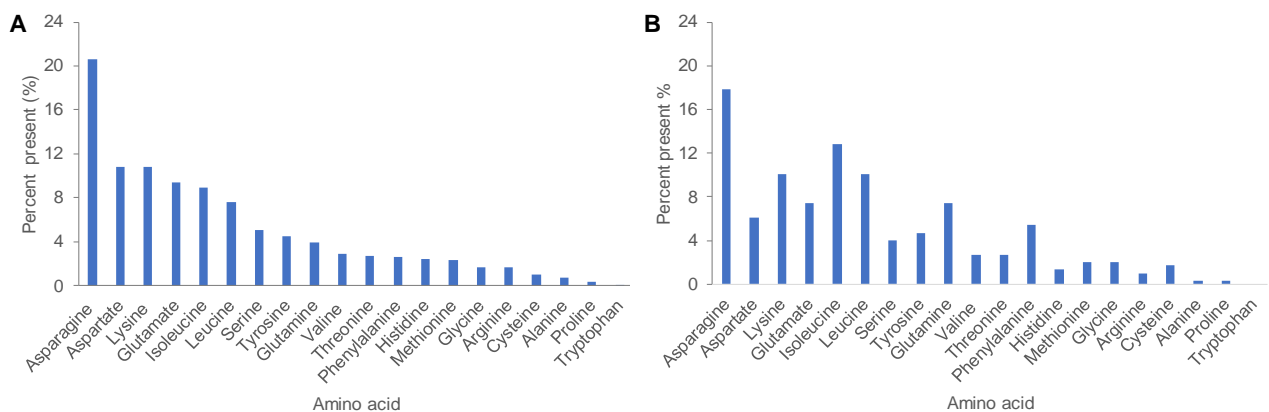 A
24
20
16
12
8
4
0
Percent present (%)
Asparagine
Aspartate
Lysine
Glutamate
Isoleucine
Leucine
Serine
Tyrosine
Glutamine
Valine
Threonine
Phenylalanine
Histidine
Methionine
Glycine
Arginine
Cysteine
Alanine
Proline
Tryptophan
Amino acid
B
24
20
16
12
8
4
0
Percent present %
Asparagine
Aspartate
Lysine
Glutamate
Isoleucine
Leucine
Serine
Tyrosine
Glutamine
Valine
Threonine
Phenylalanine
Histidine
Methionine
Glycine
Arginine
Cysteine
Alanine
Proline
Tryptophan
Amino acid